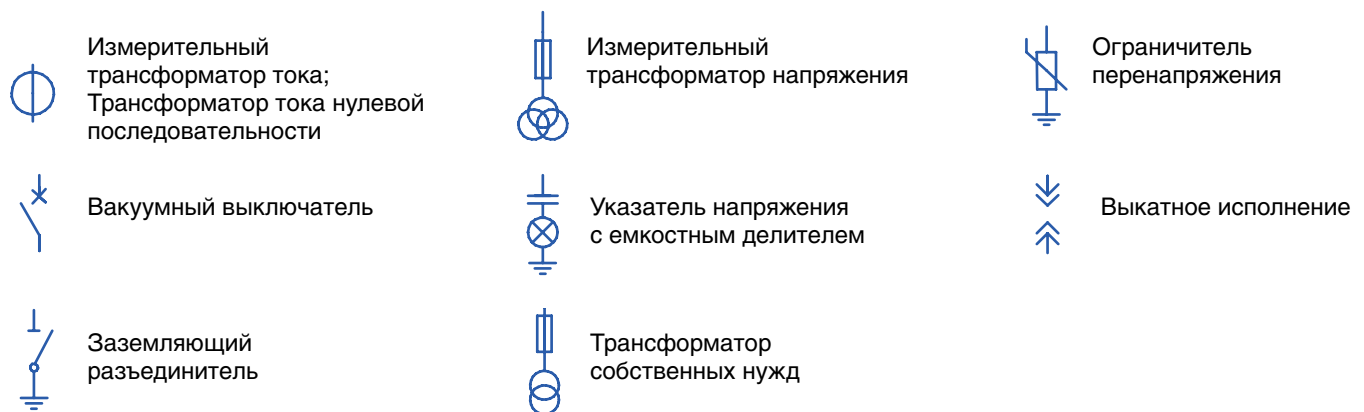 Измерительный
трансформатор тока;
Трансформатор тока нулевой
последовательности
Измерительный
трансформатор напряжения
Ограничитель
перенапряжения
Вакуумный выключатель
Указатель напряжения
с емкостным делителем
Выкатное исполнение
Заземляющий
разъединитель
Трансформатор
собственных нужд